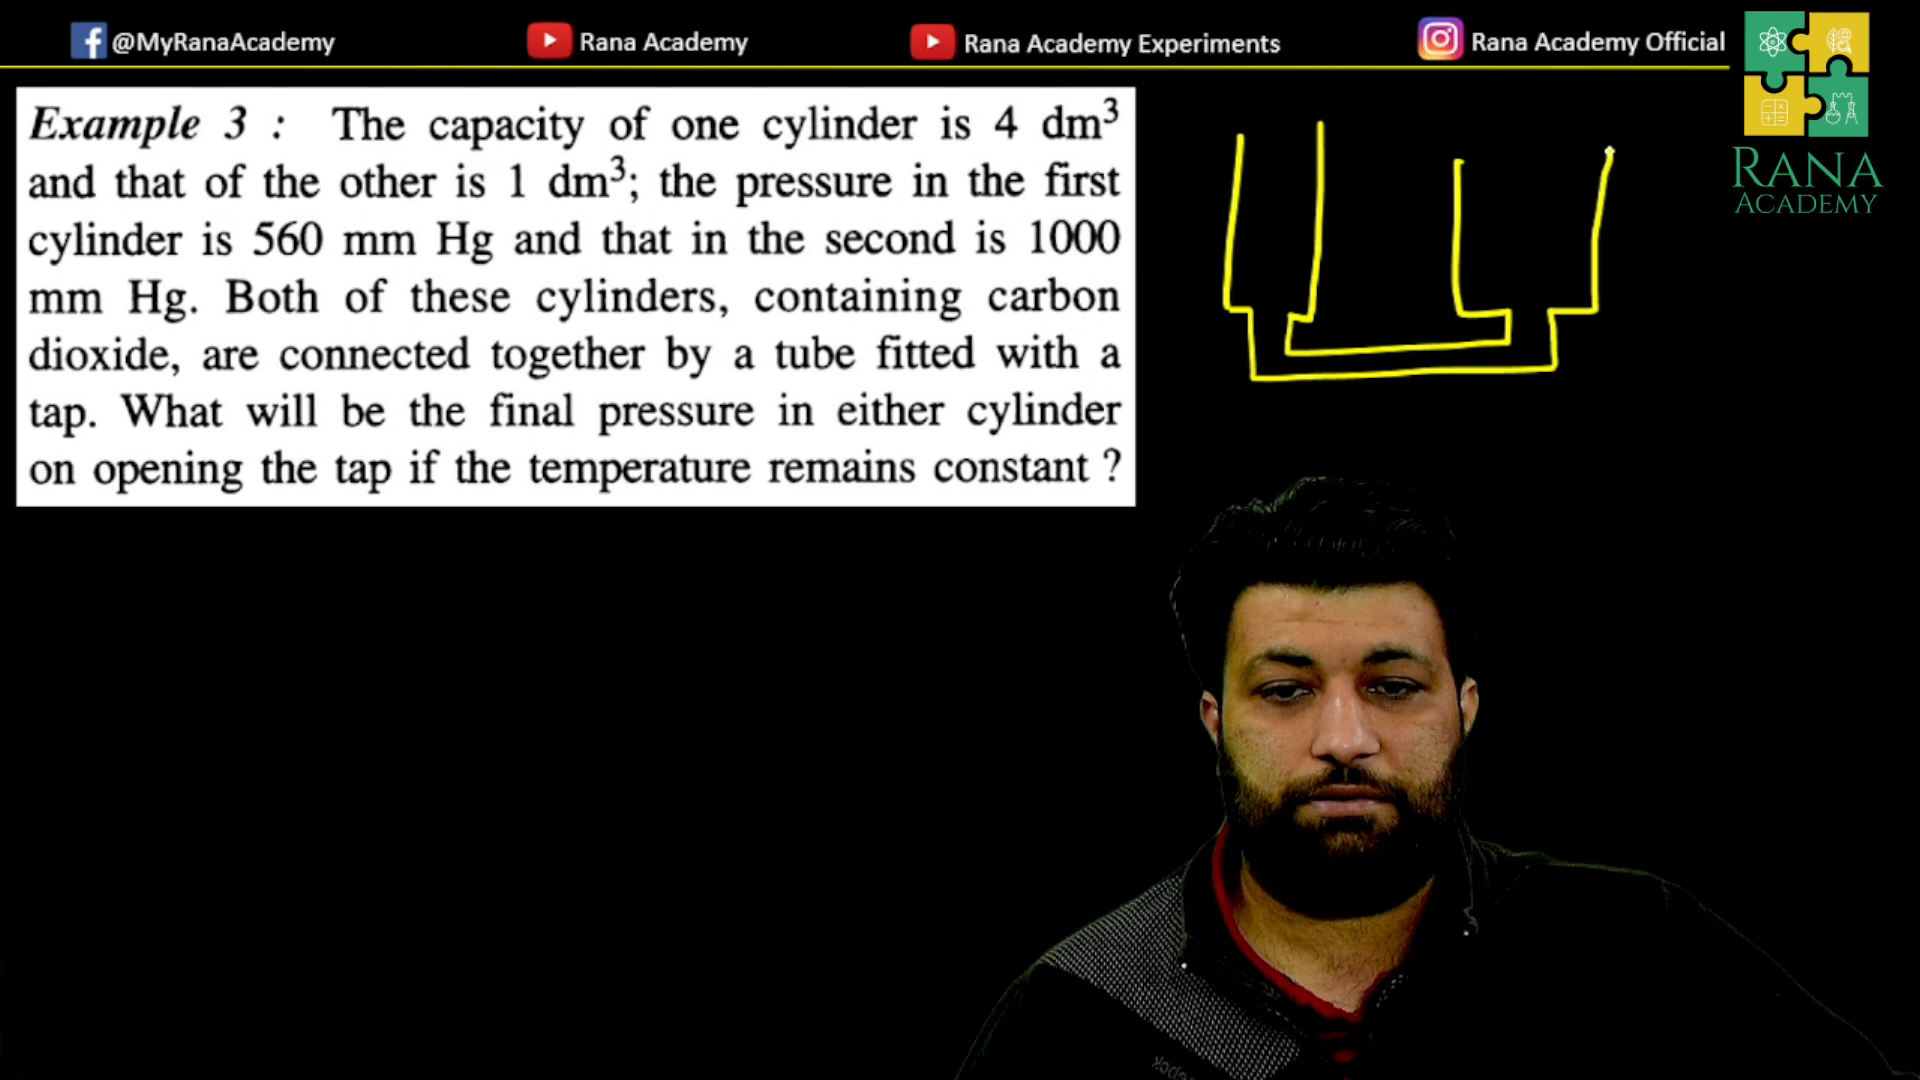 @MyRanaAcademy
Rana Academy
Rana Academy Experiments
Rana Academy Official
RANA
ACADEMY
Example 3 : The capacity of one cylinder is 4 dm³
and that of the other is 1 dm³; the pressure in the first
cylinder is 560 mm Hg and that in the second is 1000
mm Hg. Both of these cylinders, containing carbon
dioxide, are connected together by a tube fitted with a
tap. What will be the final pressure in either cylinder
on opening the tap if the temperature remains constant ?